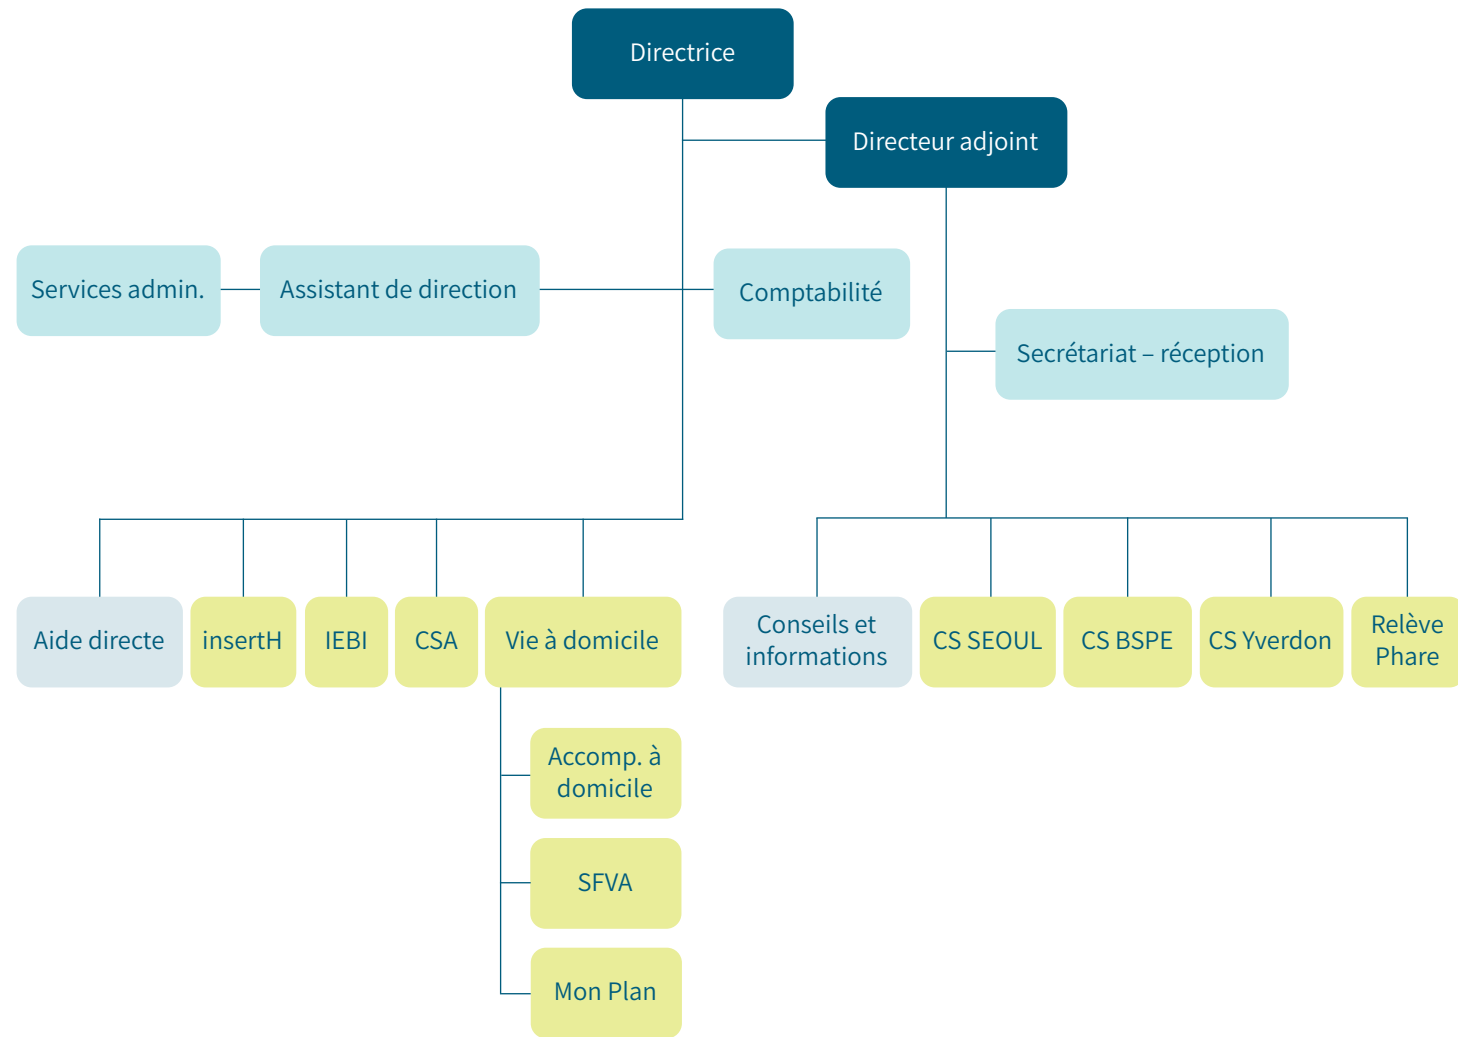 Directrice
Directeur adjoint
Services admin.
Assistant de direction
Comptabilité
Secrétariat – réception
Aide directe
insertH
IEBI
CSA
Vie à domicile
Conseils et
informations
CS SEOUL
CS BSPE
CS Yverdon
Relève
Phare
Accomp. à
domicile
SFVA
Mon Plan